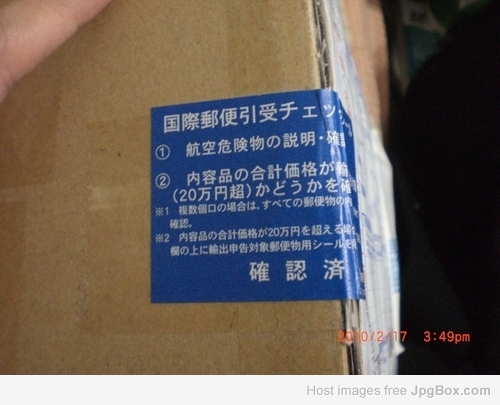 国際郵便引受チェッ
① 航空危険物の説明・確認
② 内容品の合計価格が輸
(20万円超)かどうかを確
※1 複数個口の場合は、すべての郵便物の内
確認。
※2 内容品の合計価格が20万円を超える場
欄の上に輸出申告対象郵便物用シールを
確認済
2010/2/17 3:49pm
Host images free JpgBox.com